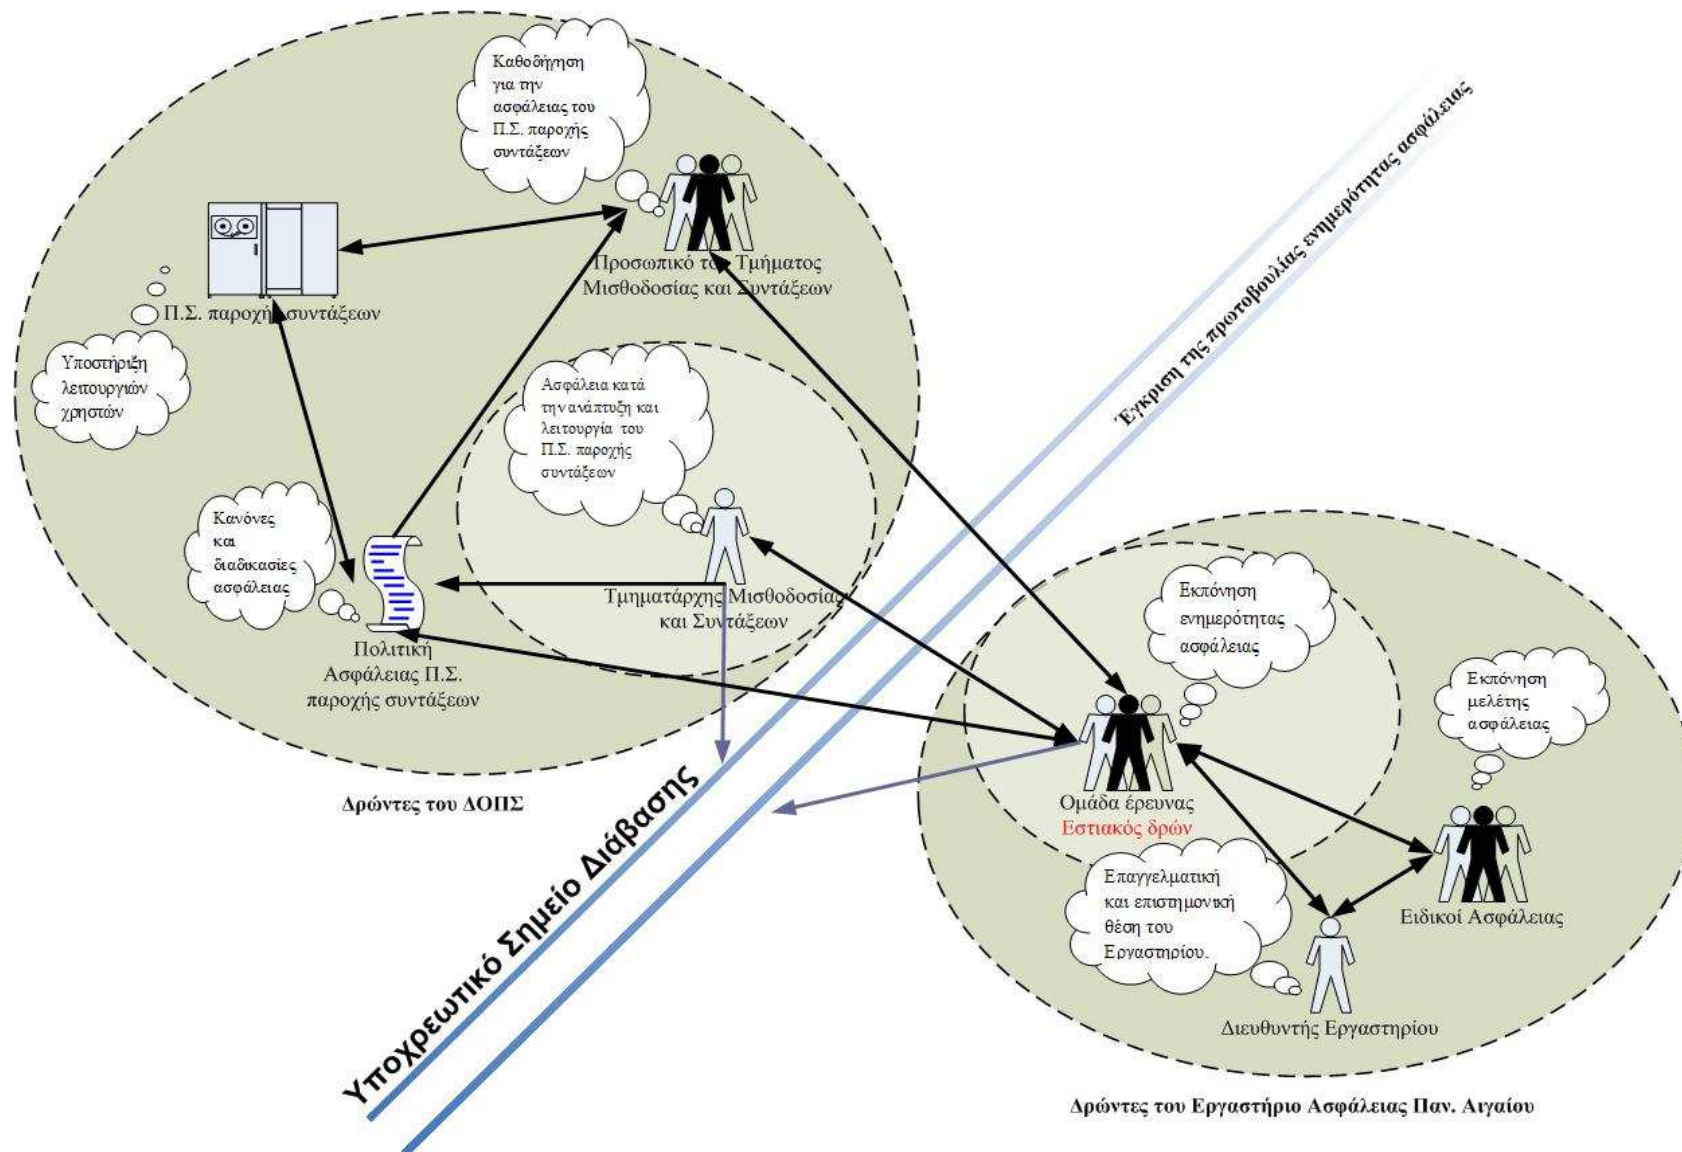 Καθοδήγηση
για την
ασφάλειας του
Π.Σ. παροχής
συντάξεων
Προσωπικό του Τμήματος
Μισθοδοσίας και Συντάξεων
Π.Σ. παροχής συντάξεων
Υποστήριξη
λειτουργιών
χρηστών
Ασφάλεια κατά
την ανάπτυξη και
λειτουργία του
Π.Σ. παροχής
συντάξεων
Κανόνες
και
διαδικασίες
ασφάλειας
Τμηματάρχης Μισθοδοσίας
και Συντάξεων
Πολιτική
Ασφάλειας Π.Σ.
παροχής συντάξεων
Δρώντες του ΔΟΠΣ
Υποχρεωτικό Σημείο Διάβασης
Έγκριση της πρωτοβουλίας ενημερότητας ασφάλειας
Εκπόνηση
ενημερότητας
ασφάλειας
Εκπόνηση
μελέτης
ασφάλειας
Ομάδα έρευνας
Εστιακός δρών
Επαγγελματική
και επιστημονική
θέση του
Εργαστηρίου.
Ειδικοί Ασφάλειας
Διευθυντής Εργαστηρίου
Δρώντες του Εργαστήριο Ασφάλειας Παν. Αιγαίου